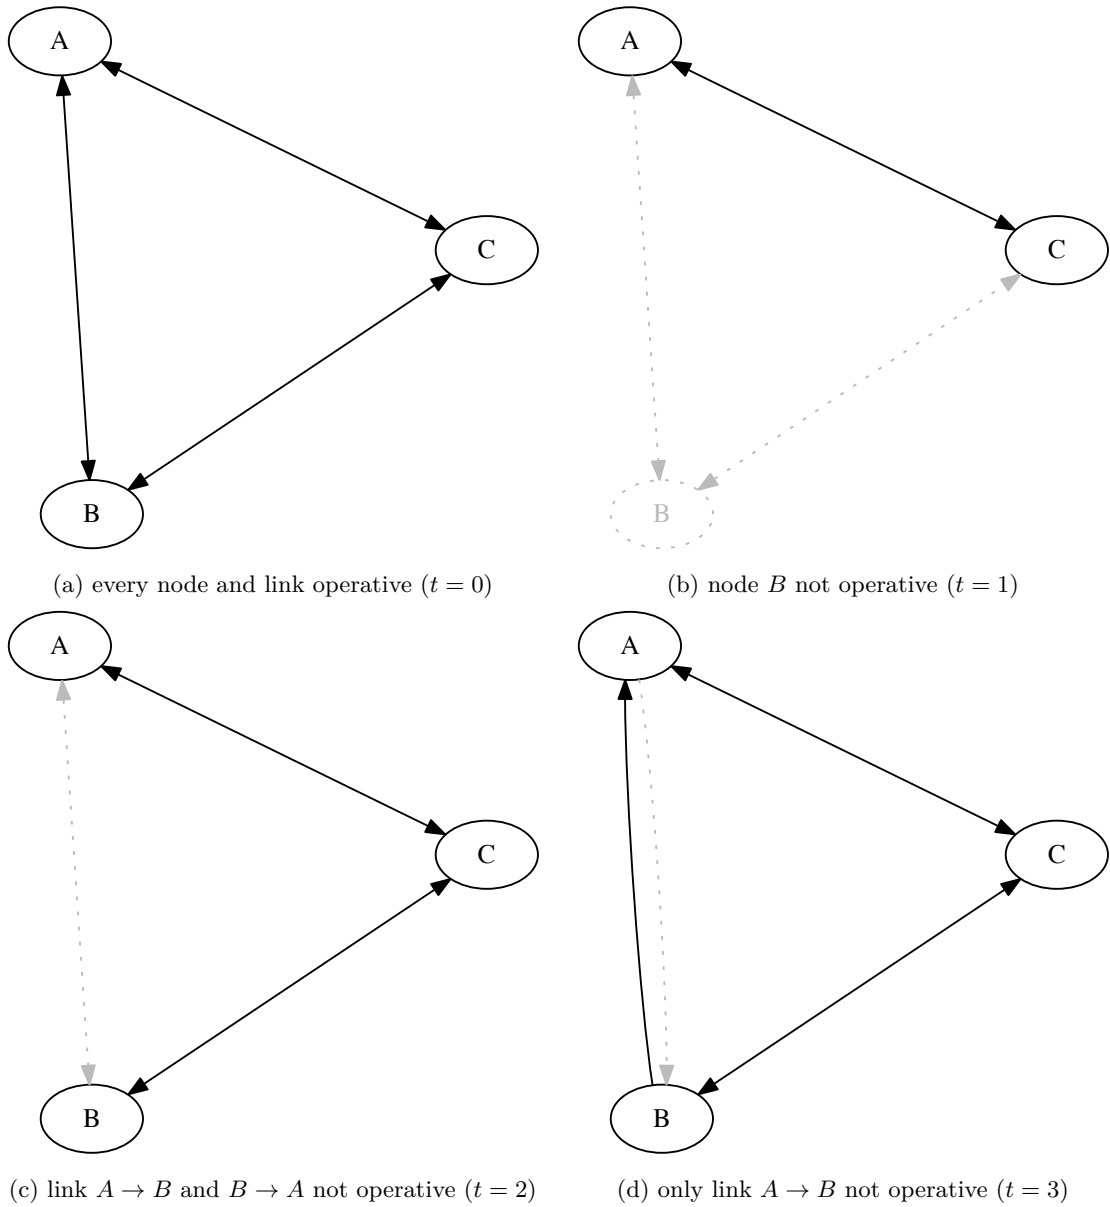 A
C
B
(a) every node and link operative (t = 0)
A
C
B
(b) node B not operative (t = 1)
A
C
B
(c) link A → B and B → A not operative (t = 2)
A
C
B
(d) only link A → B not operative (t = 3)